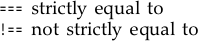 === strictly equal to
!== not strictly equal to